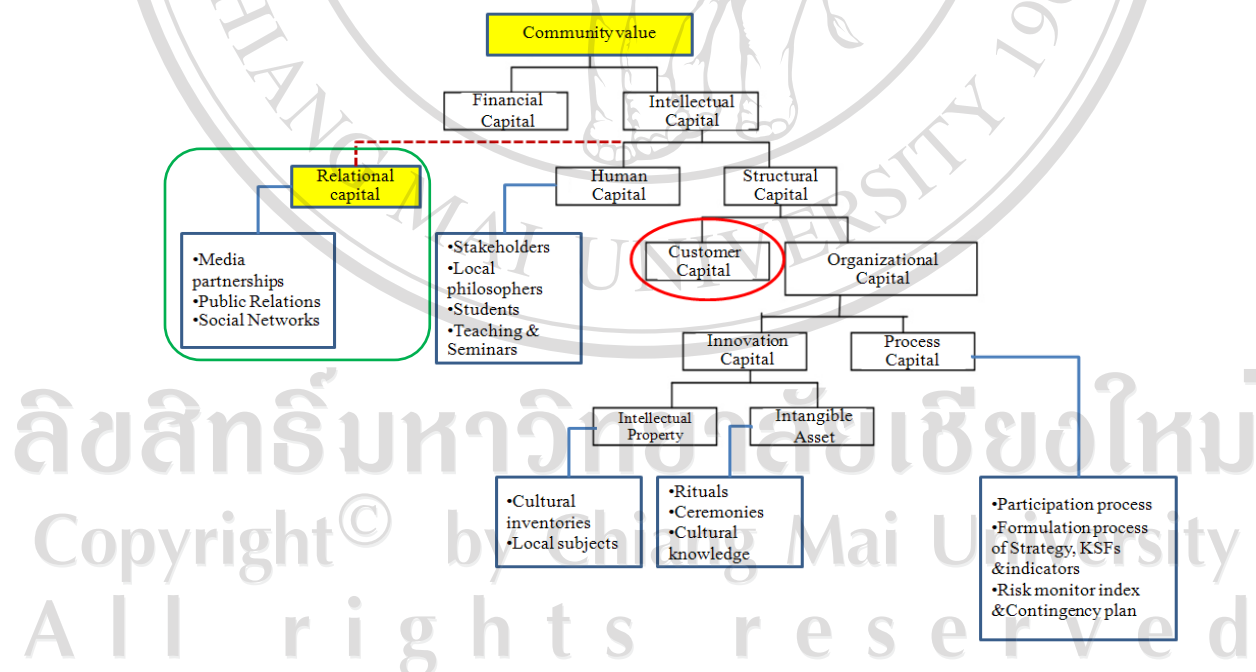 Community value
Financial
Capital
Intellectual
Capital
Relational
capital
Human
Capital
Structural
Capital
•Media
partnerships
•Public Relations
•Social Networks
•Stakeholders
•Local
philosophers
•Students
•Teaching &
Seminars
Customer
Capital
Organizational
Capital
Innovation
Capital
Process
Capital
Intellectual
Property
Intangible
Asset
•Cultural
inventories
•Local subjects
•Rituals
•Ceremonies
•Cultural
knowledge
•Participation process
•Formulation process
of Strategy, KSFs
&indicators
•Risk monitor index
&Contingency plan
CHIANG MAI UNIVERSITY 196
ลิขสิทธิ์มหาวิทยาลัยเชียงใหม่
Copyright© by Chiang Mai University
All rights reserved